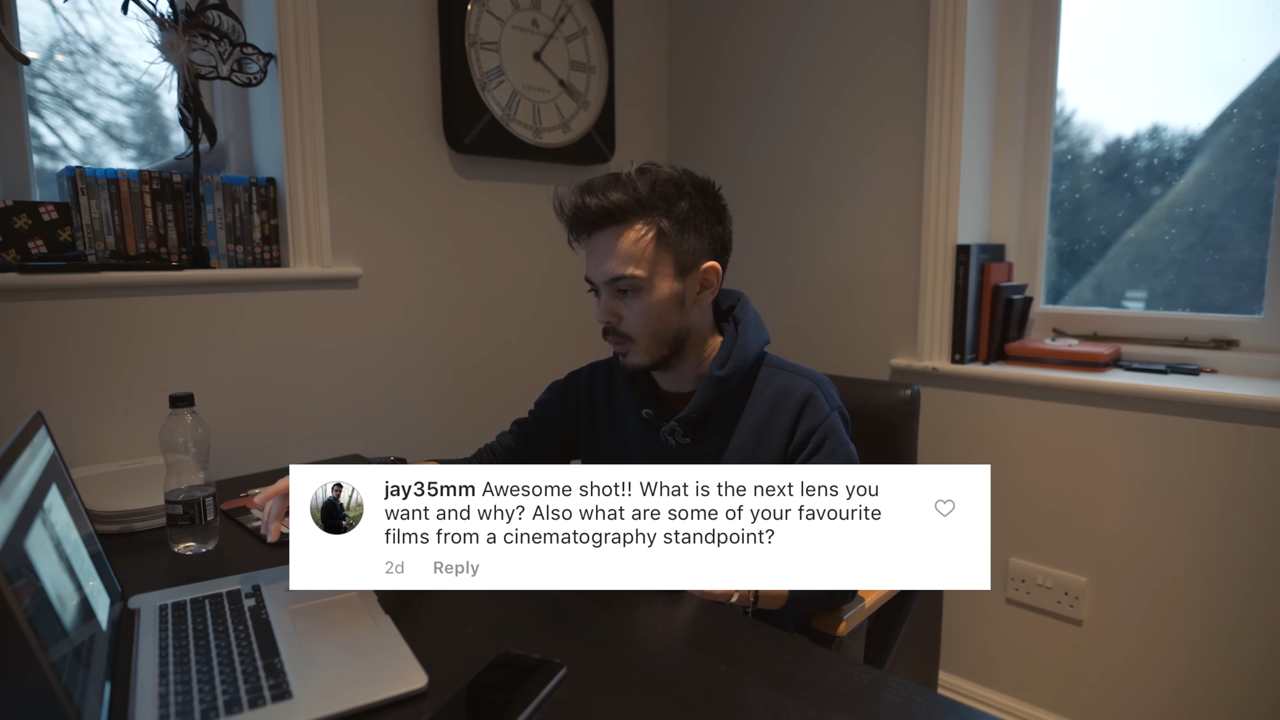 LONDON
jay35mm Awesome shot!! What is the next lens you
want and why? Also what are some of your favourite
films from a cinematography standpoint?
2d Reply